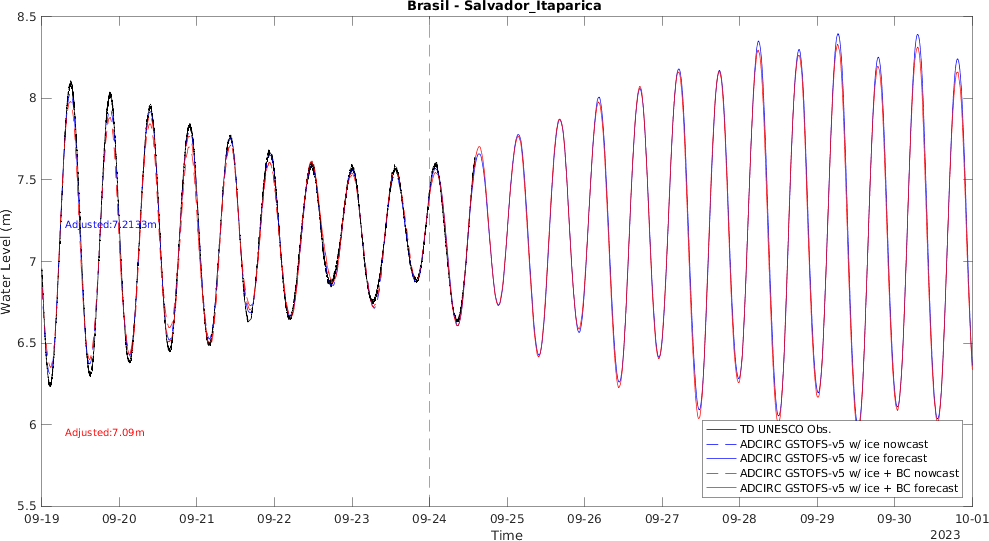 Brasil - Salvador_Itaparica
Water Level (m)
8.5
8
7.5
7
6.5
6
5.5
Adjusted:7.2133m
Adjusted:7.09m
TD UNESCO Obs.
ADCIRC GSTOFS-v5 w/ ice nowcast
ADCIRC GSTOFS-v5 w/ ice forecast
ADCIRC GSTOFS-v5 w/ ice + BC nowcast
ADCIRC GSTOFS-v5 w/ ice + BC forecast
09-19 09-20 09-21 09-22 09-23 09-24 09-25 09-26 09-27 09-28 09-29 09-30 10-01
Time
2023